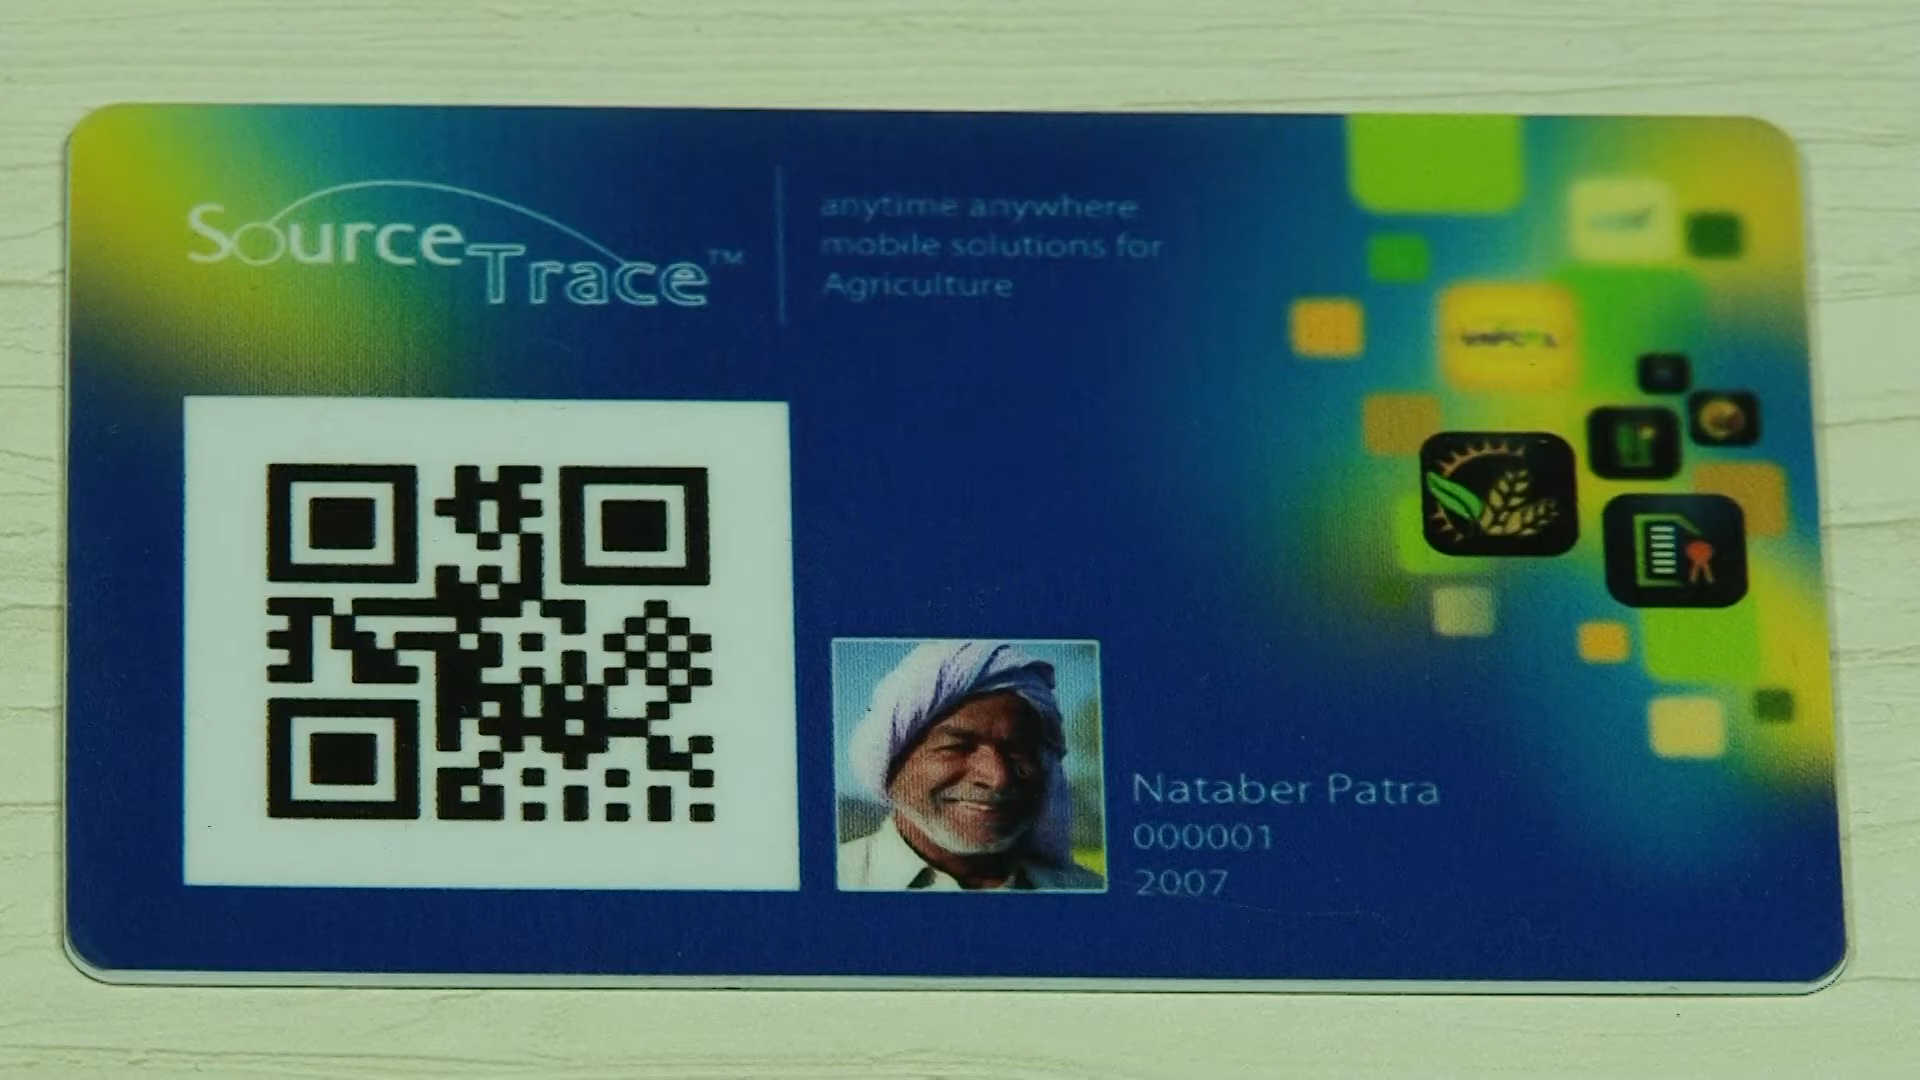 SourceTrace™
anytime anywhere
mobile solutions for
Agriculture
Nataber Patra
000001
2007